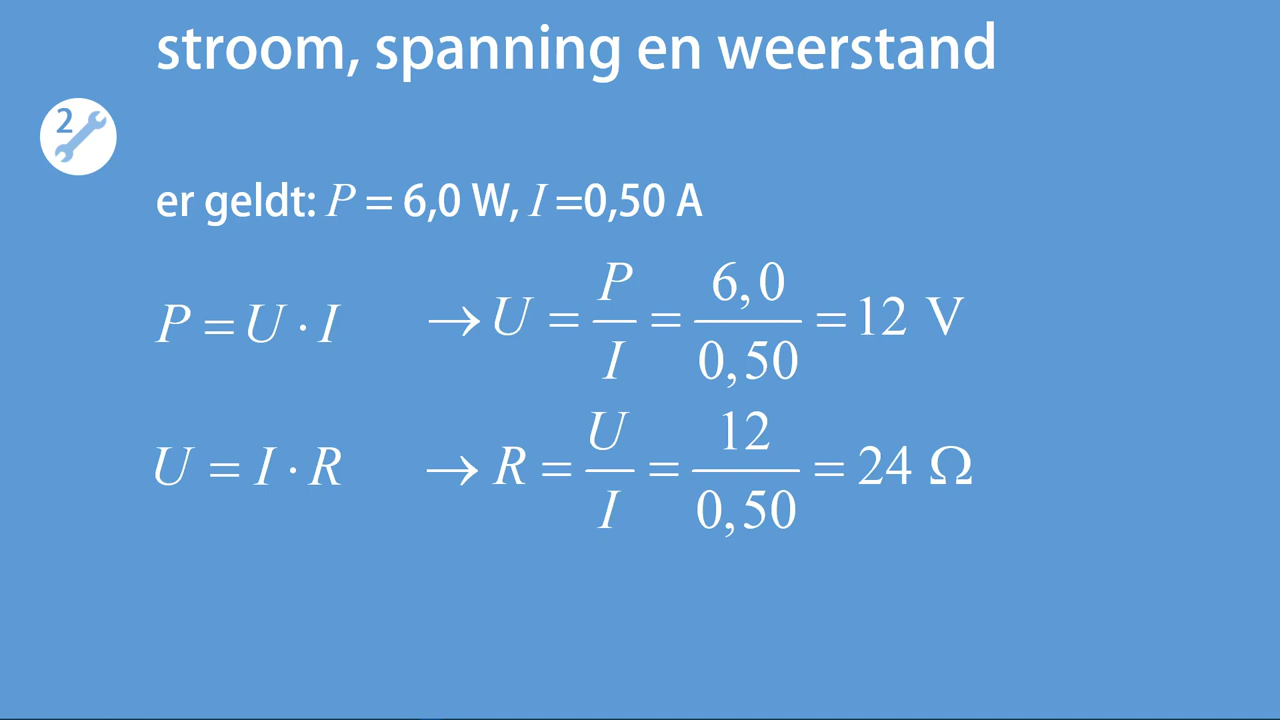 stroom, spanning en weerstand
2
er geldt: P = 6,0 W, I =0,50 A
P = U · I → U = P/I = 6,0/0,50 = 12 V
U = I · R → R = U/I = 12/0,50 = 24 Ω